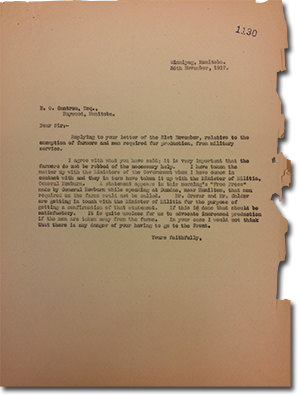 1130
Winnipeg, Manitoba.
November, 1917.
Esq.,
Haywood, Manitoba.
Dear Sir:-
Replying to your letter of the 21st November, relative to the
exemption of farmers and men required for production, from military
service.
I agree with what you have said; it is very important that the
farmers do not be robbed of the necessary help. I have taken the
matter up with the Ministers of the Government whom I have come in
contact with and they in turn have taken it up with the Minister of Militia,
General Mewburn. A statement appears in this morning's "Free Press"
made by General Mewburn while speaking at Dundas, near Hamilton, that men
required on the farms would not be called. Mr. Crerar and Mr. Calder
are getting in touch with the Minister of Militia for the purpose of
getting a confirmation of that statement. If this is done that should be
satisfactory. It is quite useless for us to advocate increased production
if the men are taken away from the farms. In your case I would not think
that there is any danger of your having to go to the Front.
Yours faithfully,